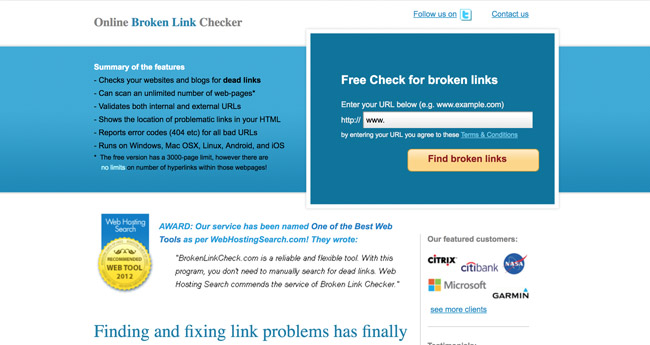 Online Broken Link Checker
Follow us on
Contact us
Summary of the features
- Checks your websites and blogs for dead links
- Can scan an unlimited number of web-pages*
- Validates both internal and external URLs
- Shows the location of problematic links in your HTML
- Reports error codes (404 etc) for all bad URLs
- Runs on Windows, Mac OSX, Linux, Android, and iOS
* The free version has a 3000-page limit, however there are
no limits on number of hyperlinks within those webpages!
Free Check for broken links
Enter your URL below (e.g. www.example.com)
http:// www.
by entering your URL you agree to these Terms & Conditions
Find broken links
Web Hosting
Search
RECOMMENDED
WEB TOOL
2012
AWARD: Our service has been named One of the Best Web
Tools as per WebHostingSearch.com! They wrote:
"BrokenLinkCheck.com is a reliable and flexible tool. With this
program, you don't need to manually search for dead links. Web
Hosting Search commends the service of Broken Link Checker."
Our featured customers:
CITRIX
citibank
NASA
Microsoft
GARMIN
see more clients
Finding and fixing link problems has finally